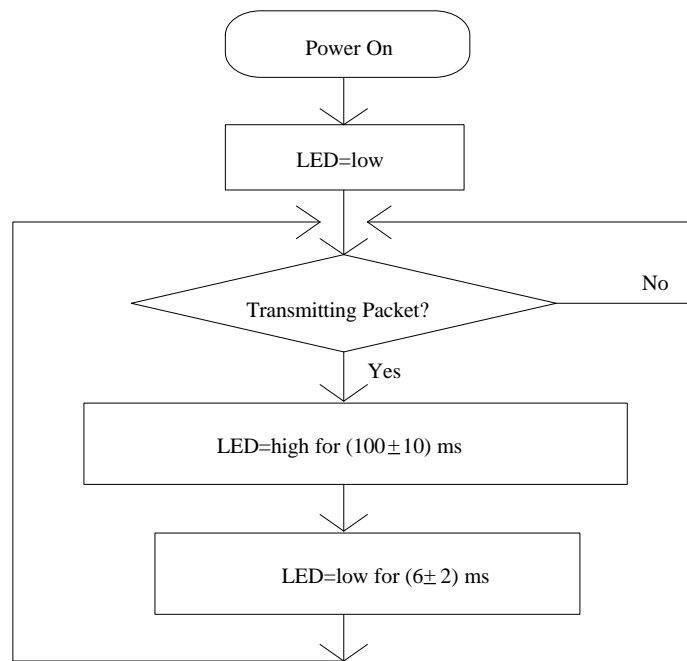 Power On
LED=low
Transmitting Packet?
No
Yes
LED=high for (100±10) ms
LED=low for (6±2) ms